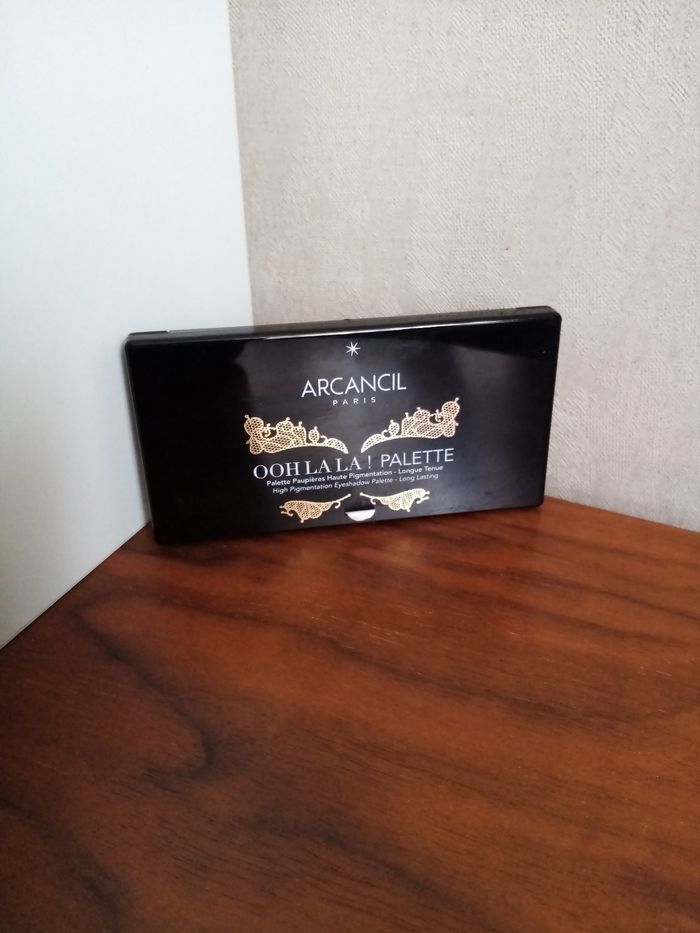 ARCANCIL
PARIS
OOH LA LA! PALETTE
Palette Paupières Haute Pigmentation - Longue Tenue
High Pigmentation Eyeshadow Palette - Long Lasting